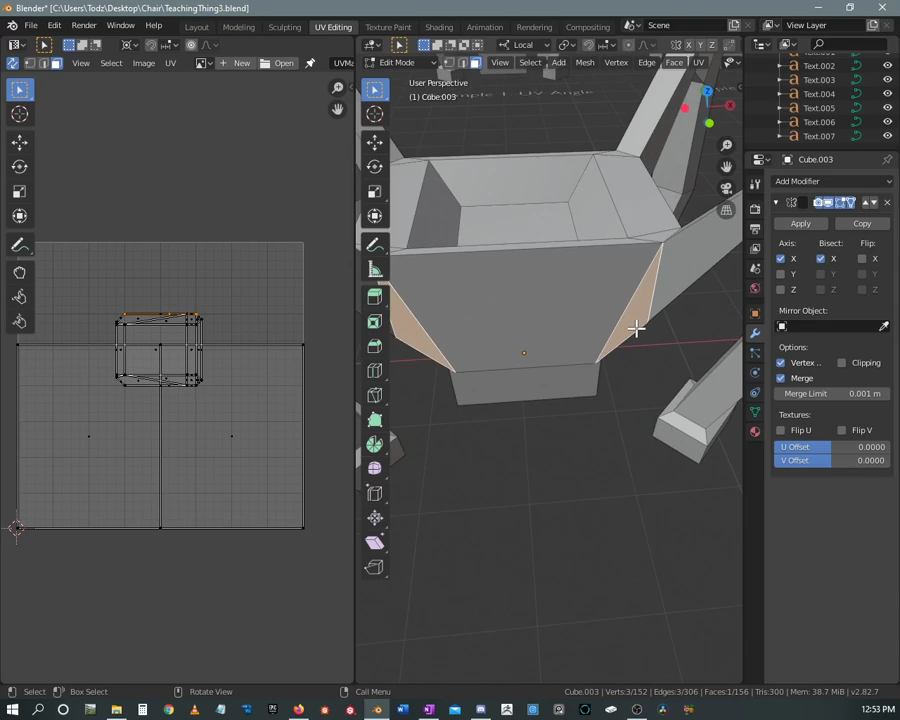 Blender* [C:\Users\Todz\Desktop\Chair\TeachingThing3.blend]
File Edit Render Window Help Layout Modeling Sculpting UV Editing Texture Paint Shading Animation Rendering Compositing Scene View Layer
View Select Image UV New Open UVMa
Local X Y Z
Edit Mode View Select Add Mesh Vertex Edge Face UV
User Perspective
(1) Cube.003
UV Angle
Z
X
Text.002
Text.003
Text.004
Text.005
Text.006
Text.007
Cube.003
Add Modifier
Apply Copy
Axis: Bisect: Flip:
X X X
Y Y Y
Z Z Z
Mirror Object:
Options:
Vertex .. Clipping
Merge
Merge Limit 0.001 m
Textures:
Flip U Flip V
U Offset 0.0000
V Offset 0.0000
Select Box Select Rotate View Call Menu Cube.003 | Verts:3/152 | Edges:3/306 | Faces:1/156 | Tris:300 | Mem: 38.7 MiB | v2.82.7
12:53 PM